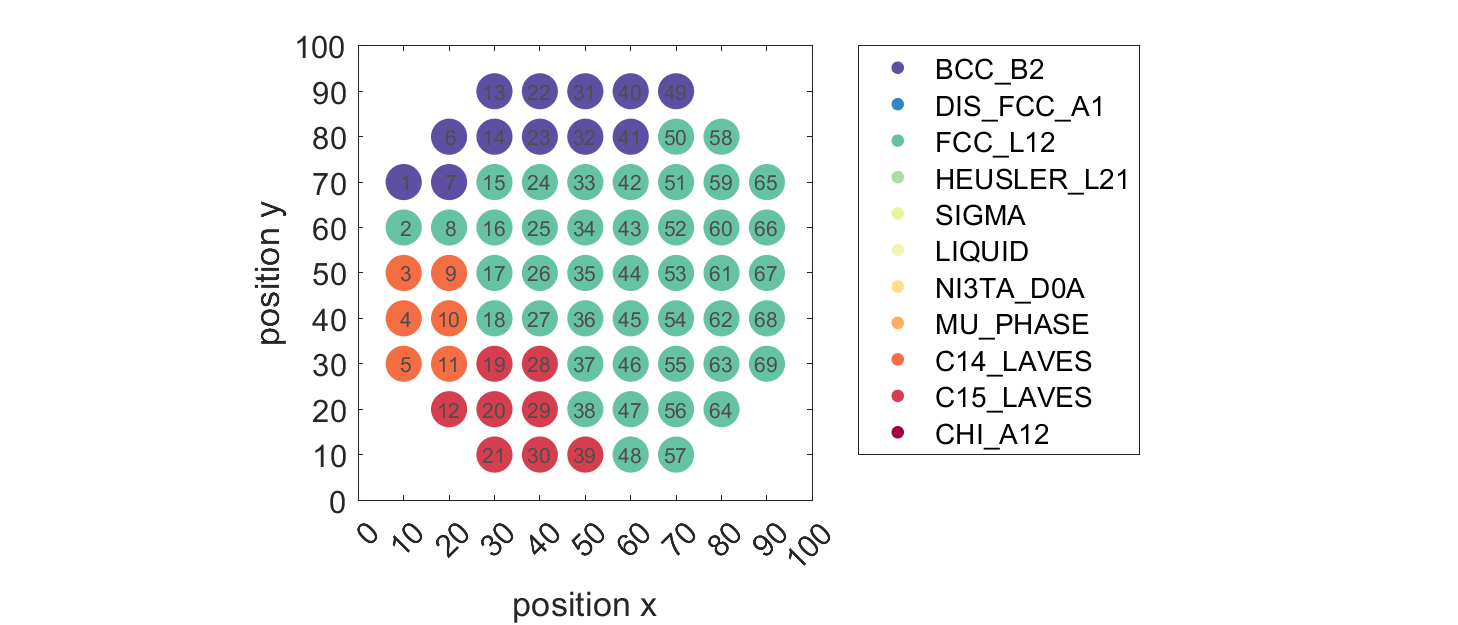 100
90
80
70
60
50
40
30
20
10
0
position y
13 22 31 40 49
6 14 23 32 41 50 58
1 7 15 24 33 42 51 59 65
2 8 16 25 34 43 52 60 66
3 9 17 26 35 44 53 61 67
4 10 18 27 36 45 54 62 68
5 11 19 28 37 46 55 63 69
12 20 29 38 47 56 64
21 30 39 48 57
0 10 20 30 40 50 60 70 80 90 100
position x
BCC_B2
DIS_FCC_A1
FCC_L12
HEUSLER_L21
SIGMA
LIQUID
NI3TA_D0A
MU_PHASE
C14_LAVES
C15_LAVES
CHI_A12